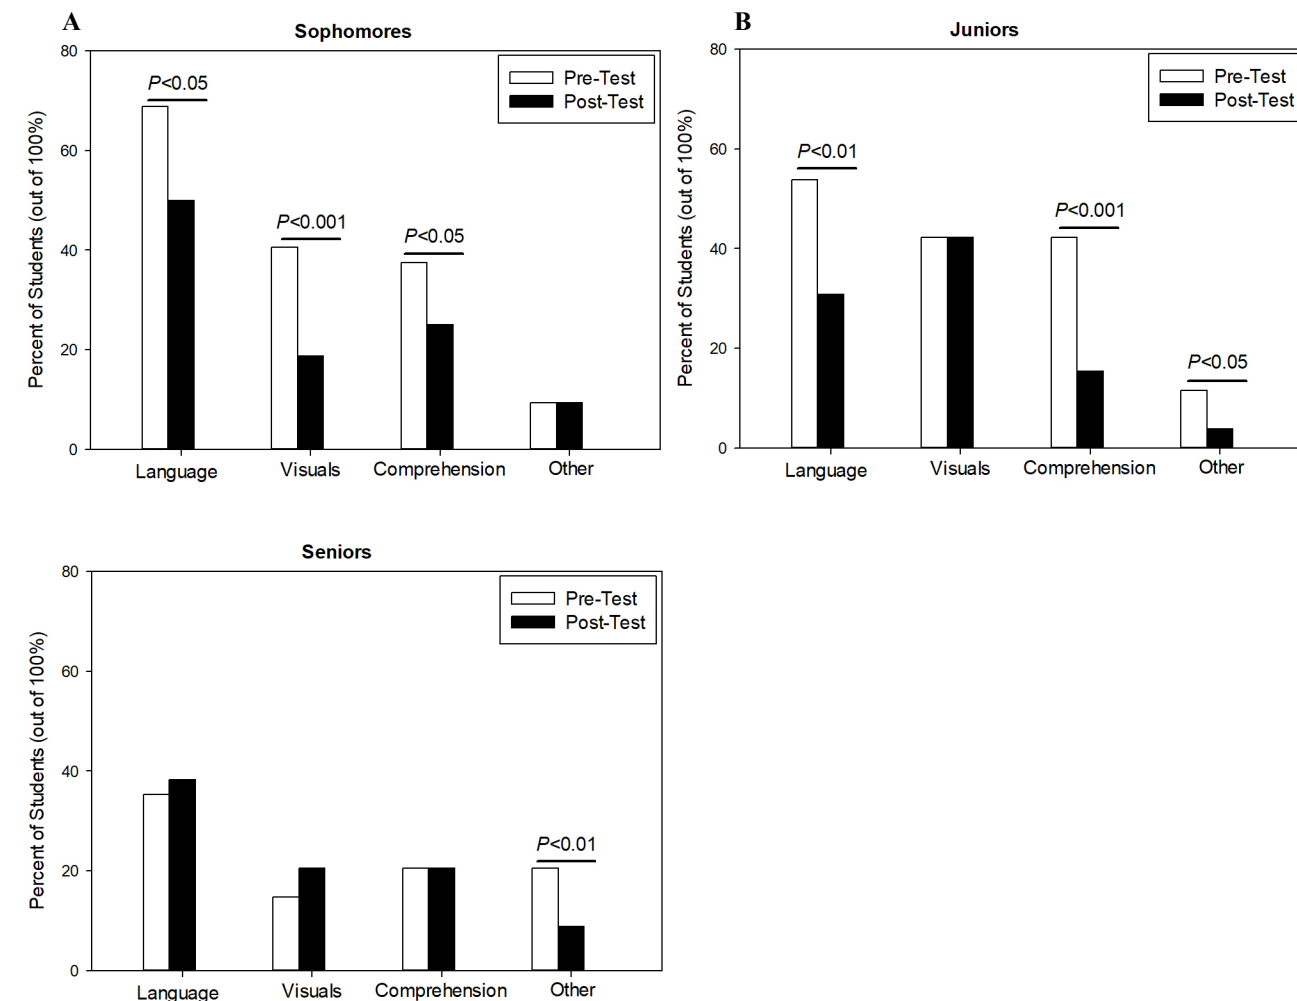 A
Sophomores
80
60
40
20
0
Percent of Students (out of 100%)
Pre-Test
Post-Test
P<0.05
P<0.001
P<0.05
Language
Visuals
Comprehension
Other
B
Juniors
80
60
40
20
0
Percent of Students (out of 100%)
Pre-Test
Post-Test
P<0.01
P<0.001
P<0.05
Language
Visuals
Comprehension
Other
Seniors
80
60
40
20
0
Percent of Students (out of 100%)
Pre-Test
Post-Test
P<0.01
Language
Visuals
Comprehension
Other